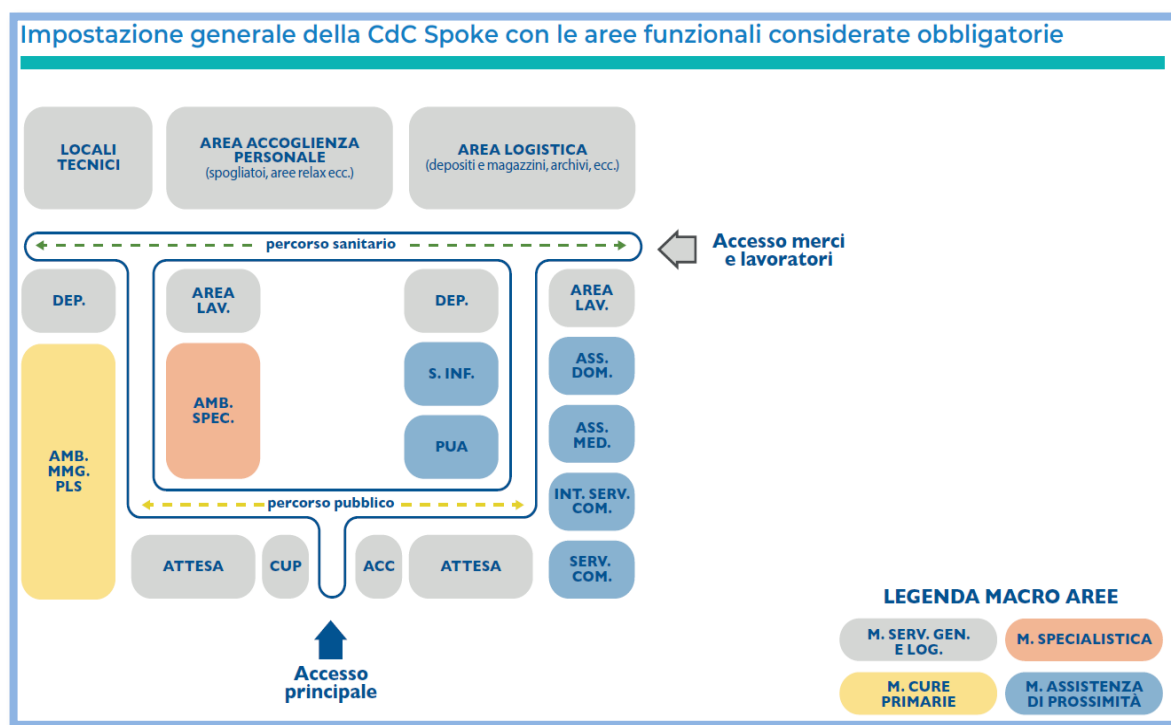 Impostazione generale della CdC Spoke con le aree funzionali considerate obbligatorie
LOCALI
TECNICI
AREA ACCOGLIENZA
PERSONALE
(spogliatoi, aree relax ecc.)
AREA LOGISTICA
(depositi e magazzini, archivi, ecc.)
percorso sanitario
Accesso merci
e lavoratori
DEP.
AREA
LAV.
DEP.
AREA
LAV.
AMB.
MMG.
PLS
AMB.
SPEC.
S. INF.
PUA
ASS.
DOM.
ASS.
MED.
INT. SERV.
COM.
SERV.
COM.
percorso pubblico
ATTESA
CUP
ACC
ATTESA
Accesso
principale
LEGENDA MACRO AREE
M. SERV. GEN.
E LOG.
M. SPECIALISTICA
M. CURE
PRIMARIE
M. ASSISTENZA
DI PROSSIMITÀ